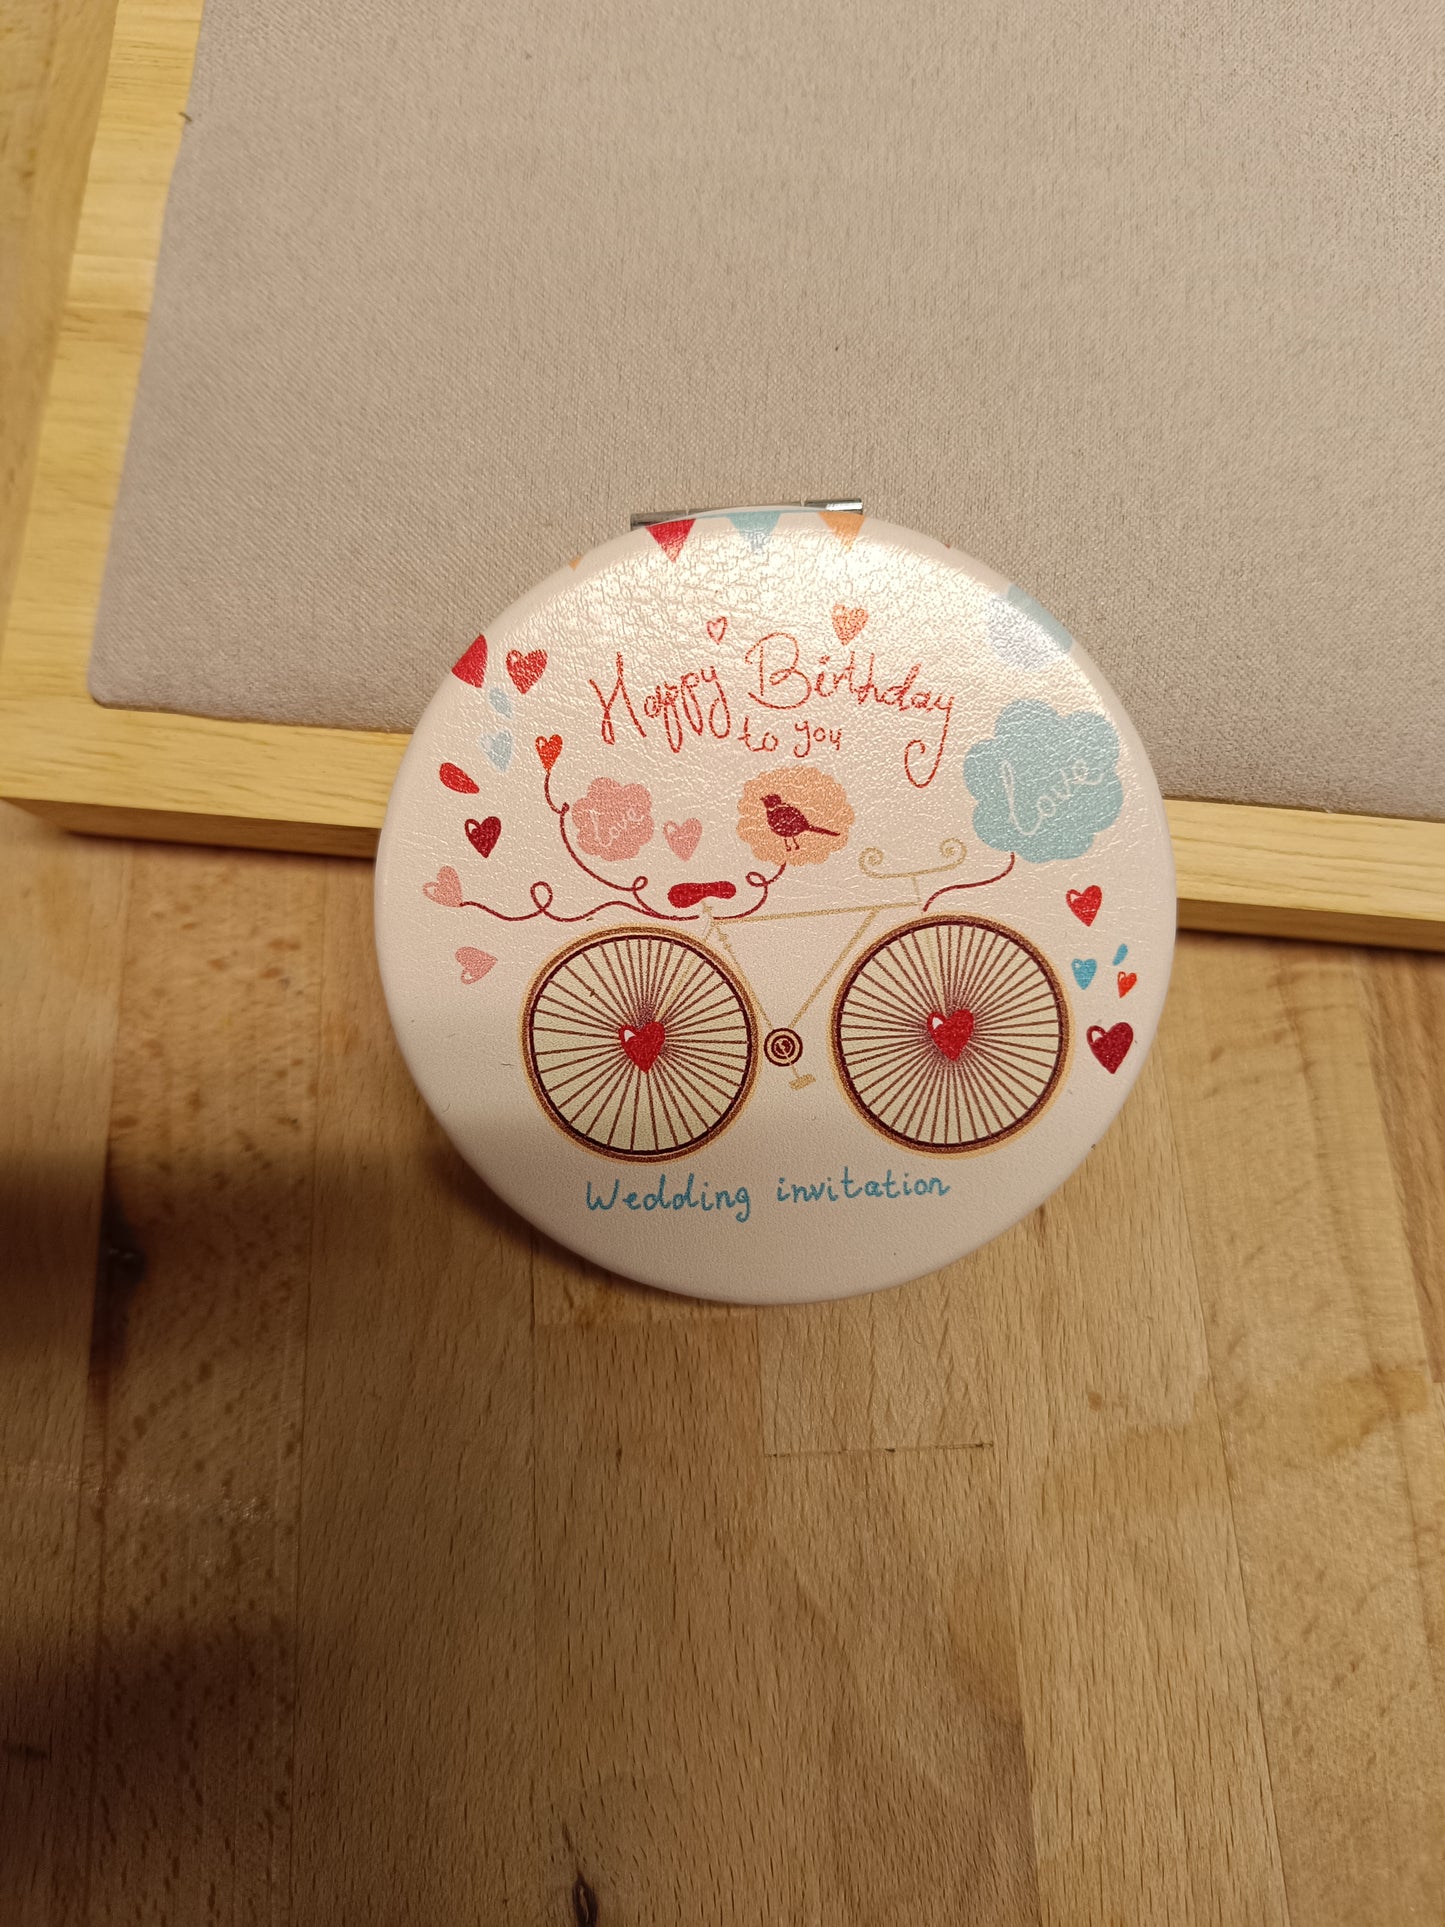 Happy Birthday
to you
love
love
Wedding invitation